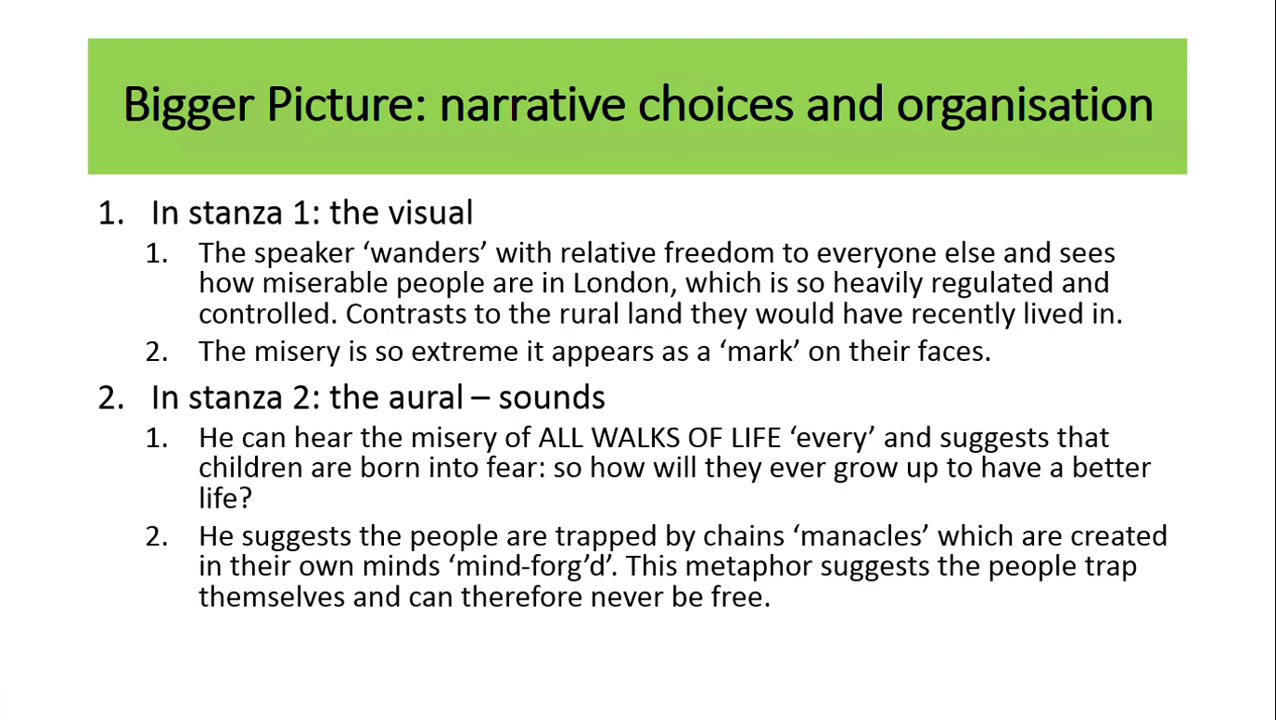 Bigger Picture: narrative choices and organisation
1. In stanza 1: the visual
1. The speaker ‘wanders’ with relative freedom to everyone else and sees
how miserable people are in London, which is so heavily regulated and
controlled. Contrasts to the rural land they would have recently lived in.
2. The misery is so extreme it appears as a ‘mark’ on their faces.
2. In stanza 2: the aural – sounds
1. He can hear the misery of ALL WALKS OF LIFE ‘every’ and suggests that
children are born into fear: so how will they ever grow up to have a better
life?
2. He suggests the people are trapped by chains ‘manacles’ which are created
in their own minds ‘mind-forg’d’. This metaphor suggests the people trap
themselves and can therefore never be free.